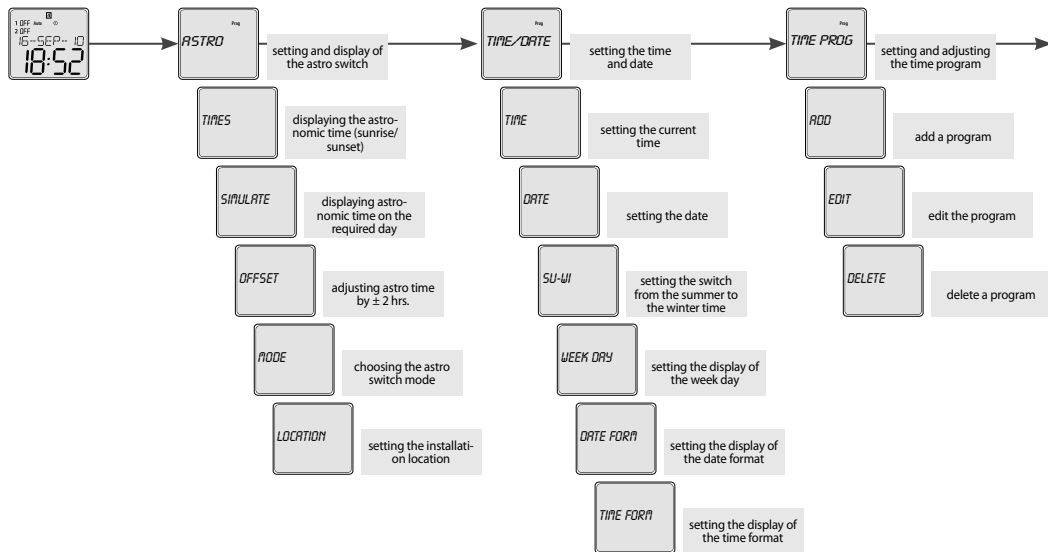 1 OFF Auto
2 OFF
16-SEP-10
18:52
Prog
ASTRO
setting and display of
the astro switch
TIMES
displaying the astro-
nomic time (sunrise/
sunset)
SIMULATE
displaying astro-
nomic time on the
required day
OFFSET
adjusting astro time
by ± 2 hrs.
MODE
choosing the astro
switch mode
LOCATION
setting the installati-
on location
Prog
TIME/DATE
setting the time
and date
TIME
setting the current
time
DATE
setting the date
SU-WI
setting the switch
from the summer to
the winter time
WEEK DAY
setting the display of
the week day
DATE FORM
setting the display of
the date format
TIME FORM
setting the display of
the time format
Prog
TIME PROG
setting and adjusting
the time program
ADD
add a program
EDIT
edit the program
DELETE
delete a program